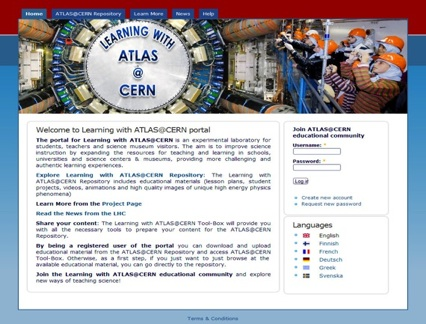 Home
ATLAS@CERN Repository
Learn More
News
Help
LEARNING WITH
ATLAS
@
CERN
Welcome to Learning with ATLAS@CERN portal
The portal for Learning with ATLAS@CERN is an experimental laboratory for
students, teachers and science museum visitors. The aim is to improve science
instruction by expanding the resources for teaching and learning in schools,
universities and science centers & museums, providing more challenging and
authentic learning experiences.
Explore Learning with ATLAS@CERN Repository: The Learning with
ATLAS@CERN Repository includes educational materials (lesson plans, student
projects, videos, animations and high quality images of unique high energy physics
phenomena)
Learn More from the Project Page
Read the News from the LHC
Share your content: The Learning with ATLAS@CERN Tool-Box will provide you
with all the necessary tools to prepare your content for the ATLAS@CERN
Repository.
By being a registered user of the portal you can download and upload
educational material from the ATLAS@CERN Repository and access ATLAS@CERN
Tool-Box. Otherwise, as a first step, if you just want to just browse at the
available educational material, you can go directly to the repository.
Join the Learning with ATLAS@CERN educational community and explore
new ways of teaching science!
Join ATLAS@CERN
educational community
Username: *
Password: *
Log in
Create new account
Request new password
Languages
English
Finnish
French
Deutsch
Greek
Svenska
Terms & Conditions